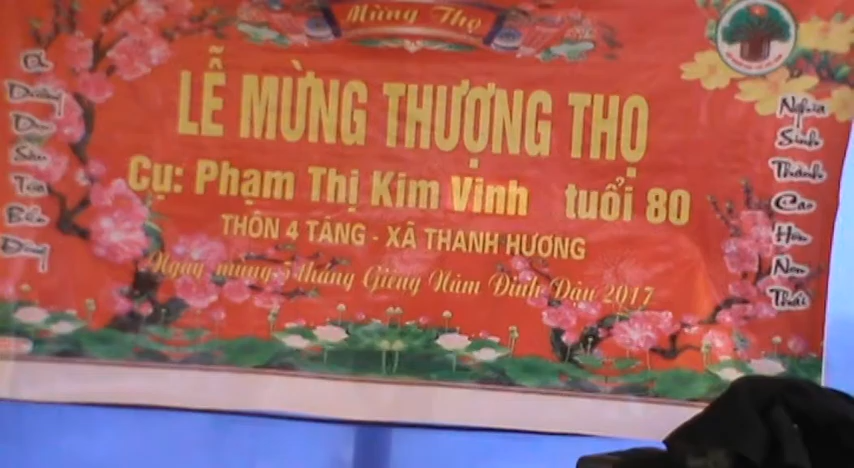 Mừng Thọ
LỄ MỪNG THƯỢNG THỌ
Cụ: Phạm Thị Kim Vinh tuổi 80
THÔN 4 TÁNG - XÃ THANH HƯƠNG
Ngày mùng 5 tháng Giêng Năm Đinh Dậu 2017
Ơn
Dưỡng
Dục
Sâu
Tựa
Bể
Đông
Nghĩa
Sinh
Thành
Cao
Hơn
Non
Thái